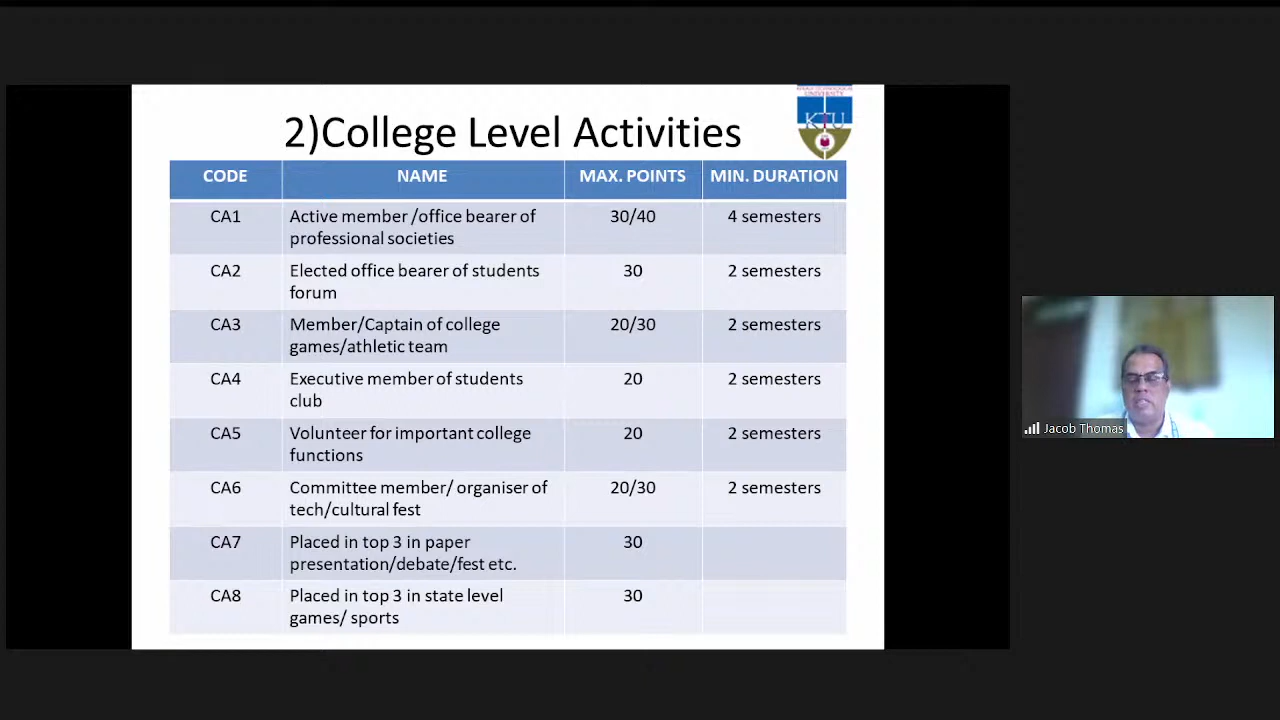 UNIVERSITY
KTU
2)College Level Activities
CODE NAME MAX. POINTS MIN. DURATION
CA1 Active member /office bearer of 30/40 4 semesters
professional societies
CA2 Elected office bearer of students 30 2 semesters
forum
CA3 Member/Captain of college 20/30 2 semesters
games/athletic team
CA4 Executive member of students 20 2 semesters
club
CA5 Volunteer for important college 20 2 semesters
functions
CA6 Committee member/ organiser of 20/30 2 semesters
tech/cultural fest
CA7 Placed in top 3 in paper 30
presentation/debate/fest etc.
CA8 Placed in top 3 in state level 30
games/ sports
Jacob Thomas